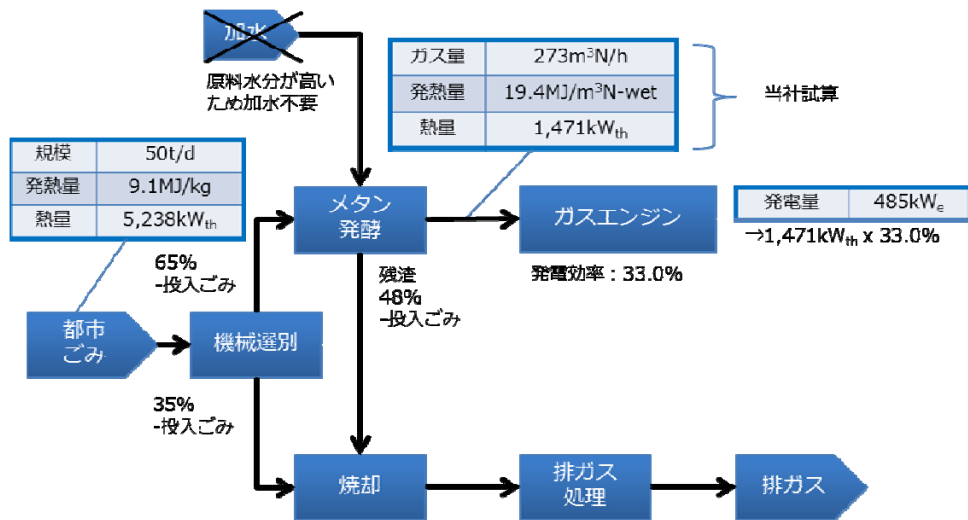 加水
原料水分が高い
ため加水不要
ガス量 273m³N/h
発熱量 19.4MJ/m³N-wet
熱量 1,471kWth
当社試算
規模 50t/d
発熱量 9.1MJ/kg
熱量 5,238kWth
メタン
発酵
ガスエンジン
発電量 485kWe
→1,471kWth x 33.0%
発電効率：33.0%
65%
-投入ごみ
残渣
48%
-投入ごみ
都市
ごみ
機械選別
35%
-投入ごみ
焼却
排ガス
処理
排ガス